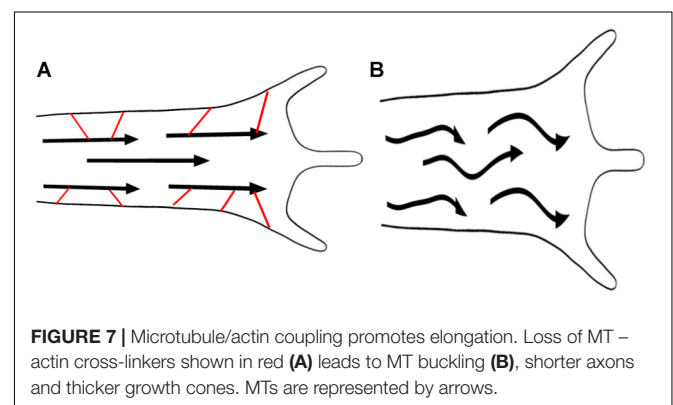 A
B
FIGURE 7 | Microtubule/actin coupling promotes elongation. Loss of MT –
actin cross-linkers shown in red (A) leads to MT buckling (B), shorter axons
and thicker growth cones. MTs are represented by arrows.